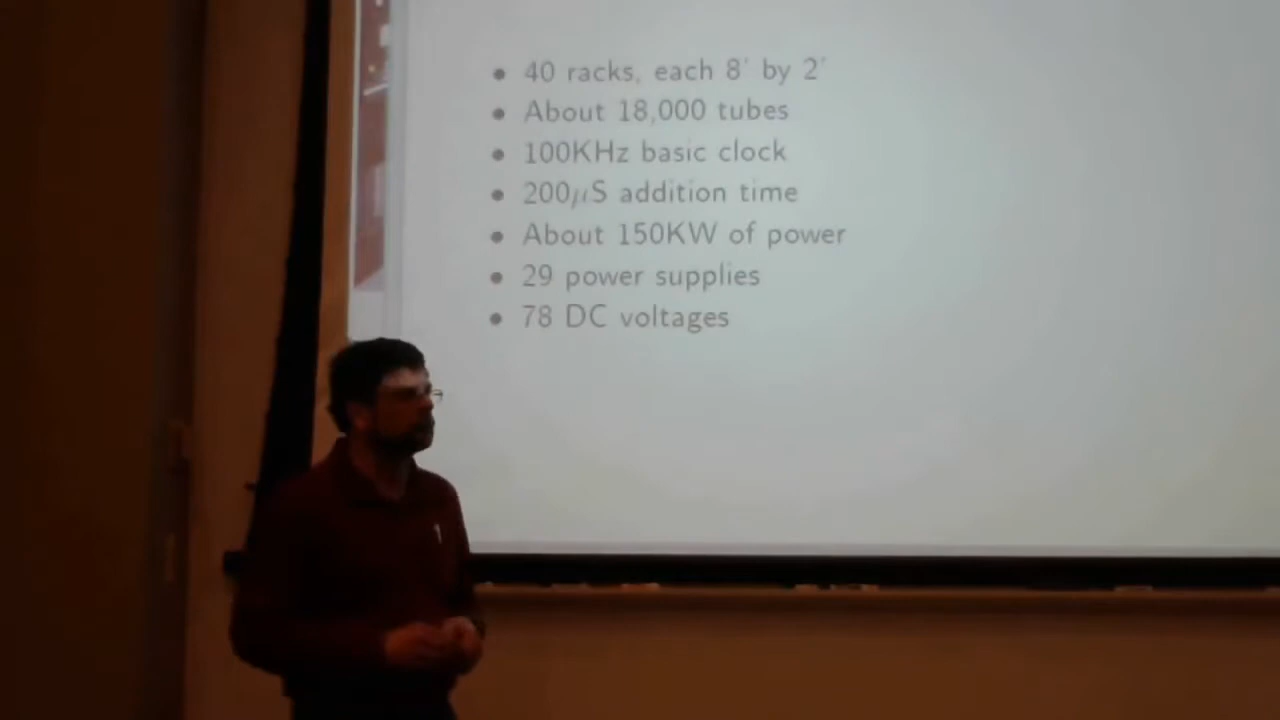 • 40 racks, each 8' by 2'
• About 18,000 tubes
• 100KHz basic clock
• 200μS addition time
• About 150KW of power
• 29 power supplies
• 78 DC voltages